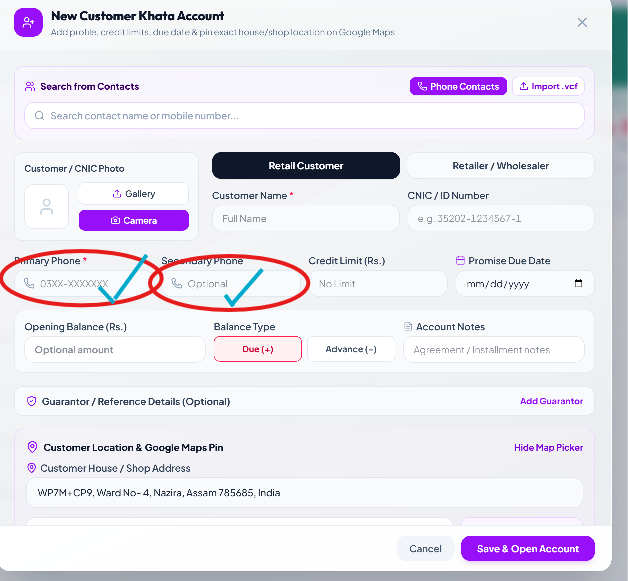 New Customer Khata Account
Add profile, credit limits, due date & pin exact house/shop location on Google Maps
Search from Contacts
Phone Contacts
Import .vcf
Search contact name or mobile number...
Customer / CNIC Photo
Gallery
Camera
Retail Customer
Retailer / Wholesaler
Customer Name *
CNIC / ID Number
Full Name
e.g. 35202-1234567-1
Primary Phone *
Secondary Phone
Credit Limit (Rs.)
Promise Due Date
03XX-XXXXXXX
Optional
No Limit
mm/dd/yyyy
Opening Balance (Rs.)
Balance Type
Account Notes
Optional amount
Due (+)
Advance (-)
Agreement / Installment notes
Guarantor / Reference Details (Optional)
Add Guarantor
Customer Location & Google Maps Pin
Hide Map Picker
Customer House / Shop Address
WP7M+CP9, Ward No- 4, Nazira, Assam 785685, India
Cancel
Save & Open Account